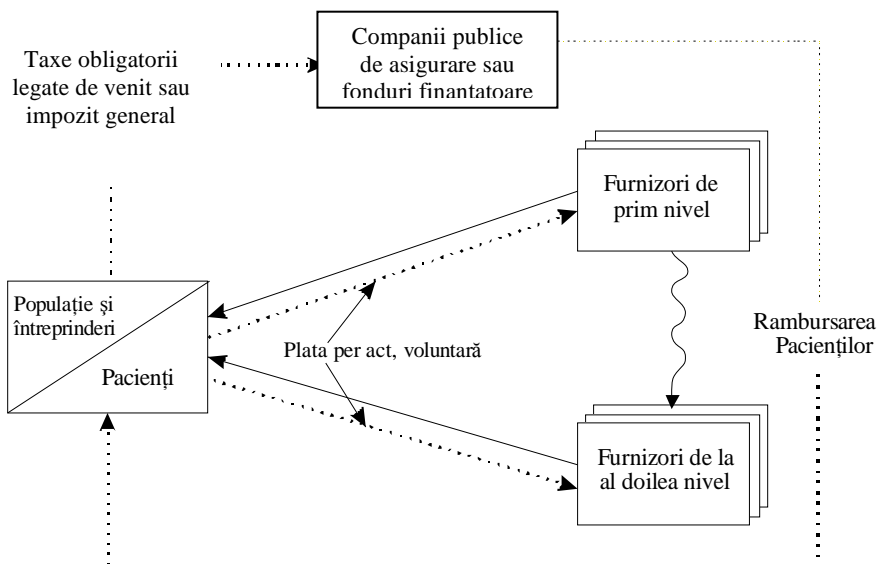 Taxe obligatorii
legate de venit sau
impozit general
Companii publice
de asigurare sau
fonduri finantatoare
Furnizori de
prim nivel
Populație și
întreprinderi
Pacienți
Plata per act, voluntară
Rambursarea
Pacienților
Furnizori de la
al doilea nivel